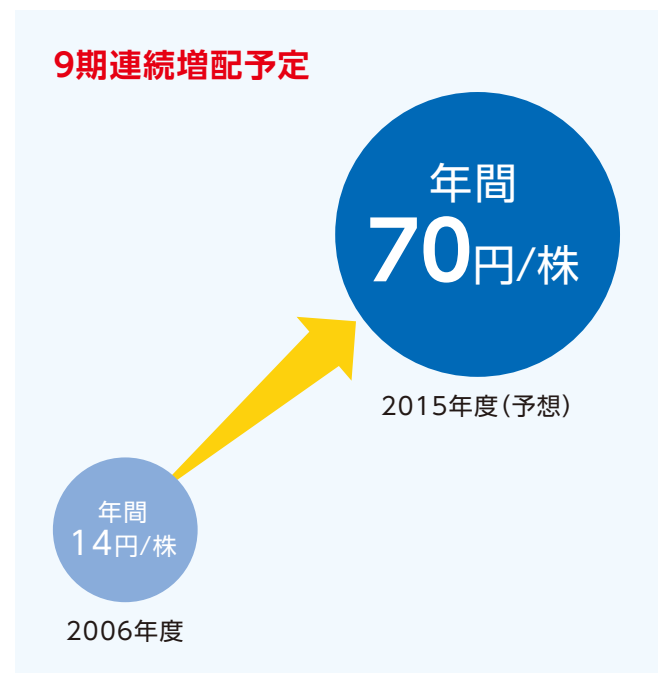 9期連続増配予定
年間
70円/株
2015年度(予想)
年間
14円/株
2006年度